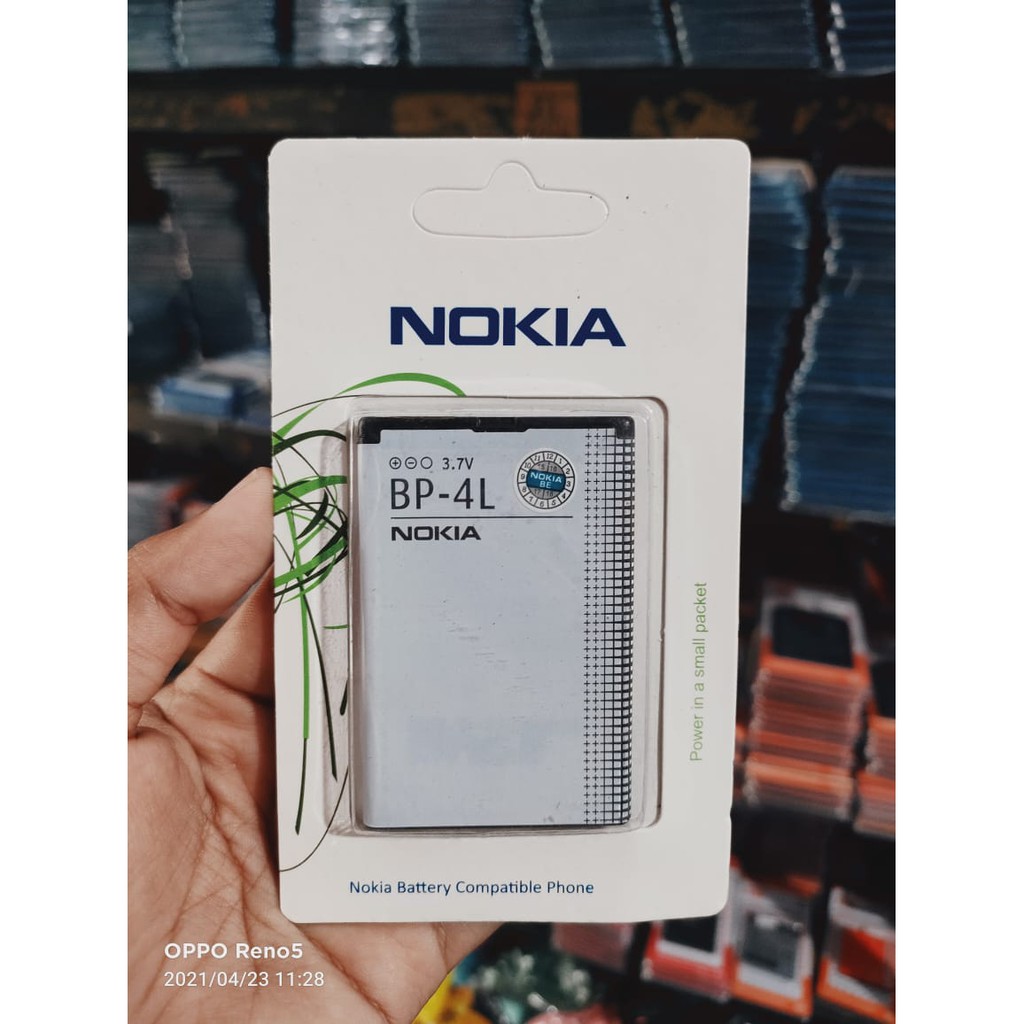 NOKIA
3.7V
BP-4L
NOKIA
NOKIA
BE
Power in a small packet
Nokia Battery Compatible Phone
OPPO Reno5
2021/04/23 11:28